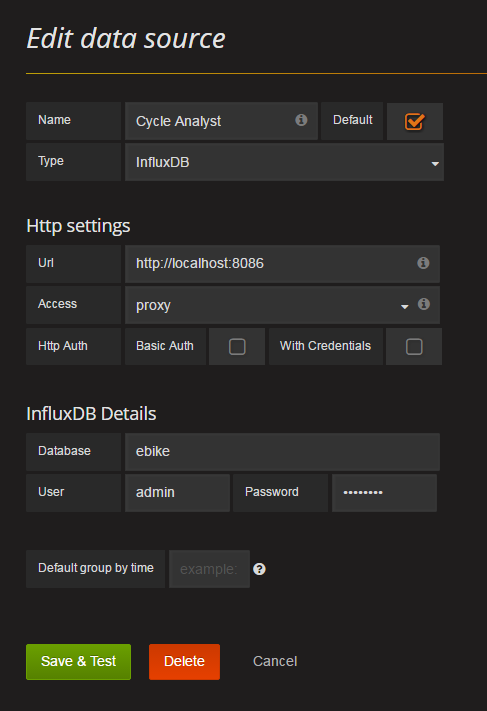 Edit data source
Name Cycle Analyst Default
Type InfluxDB
Http settings
Url http://localhost:8086
Access proxy
Http Auth Basic Auth With Credentials
InfluxDB Details
Database ebike
User admin Password ••••••••
Default group by time example:
Save & Test Delete Cancel